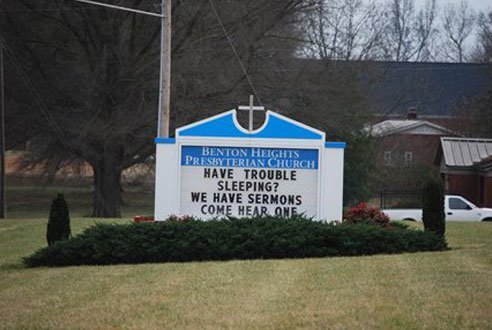 BENTON HEIGHTS
PRESBYTERIAN CHURCH
HAVE TROUBLE
SLEEPING?
WE HAVE SERMONS
COME HEAR ONE